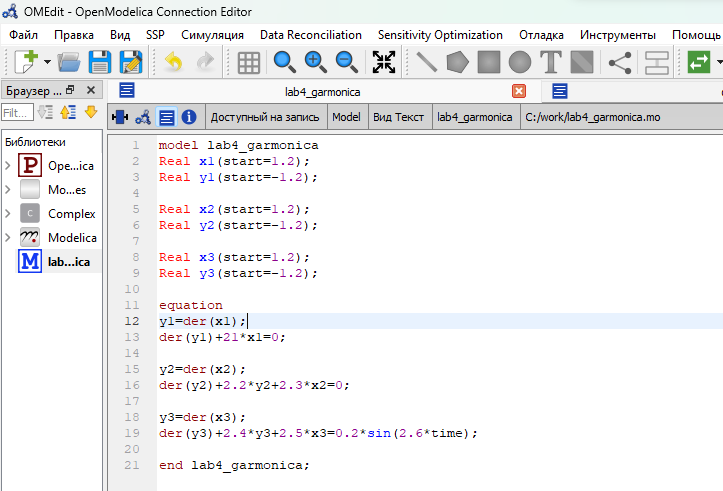 OMEdit - OpenModelica Connection Editor
Файл Правка Вид SSP Симуляция Data Reconciliation Sensitivity Optimization Отладка Инструменты Помощь
T
Браузер ...
lab4_garmonica
Filt...
Доступный на запись Model Вид Текст lab4_garmonica C:/work/lab4_garmonica.mo
Библиотеки
P Ope...ica
Mo...es
C Complex
Modelica
M lab...ica
1 model lab4_garmonica
2 Real x1(start=1.2);
3 Real y1(start=-1.2);
4
5 Real x2(start=1.2);
6 Real y2(start=-1.2);
7
8 Real x3(start=1.2);
9 Real y3(start=-1.2);
10
11 equation
12 y1=der(x1);
13 der(y1)+21*x1=0;
14
15 y2=der(x2);
16 der(y2)+2.2*y2+2.3*x2=0;
17
18 y3=der(x3);
19 der(y3)+2.4*y3+2.5*x3=0.2*sin(2.6*time);
20
21 end lab4_garmonica;